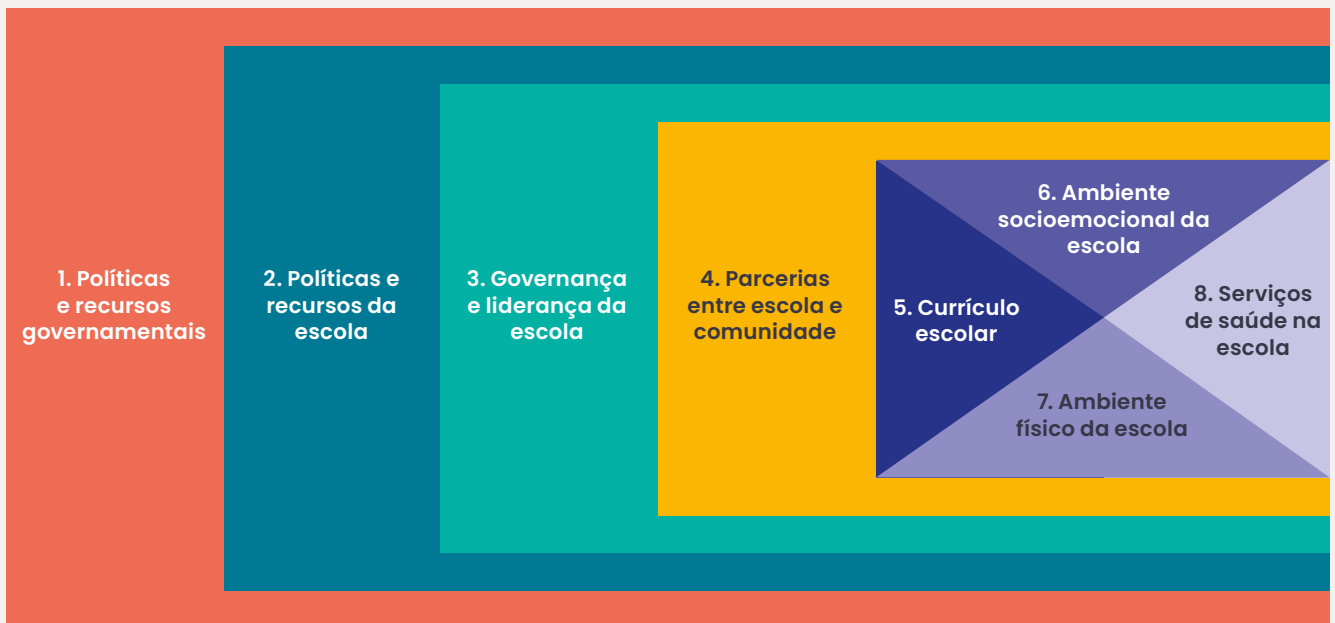 1. Políticas
e recursos
governamentais
2. Políticas e
recursos da
escola
3. Governança
e liderança da
escola
4. Parcerias
entre escola e
comunidade
5. Currículo
escolar
6. Ambiente
socioemocional da
escola
7. Ambiente
físico da escola
8. Serviços
de saúde na
escola